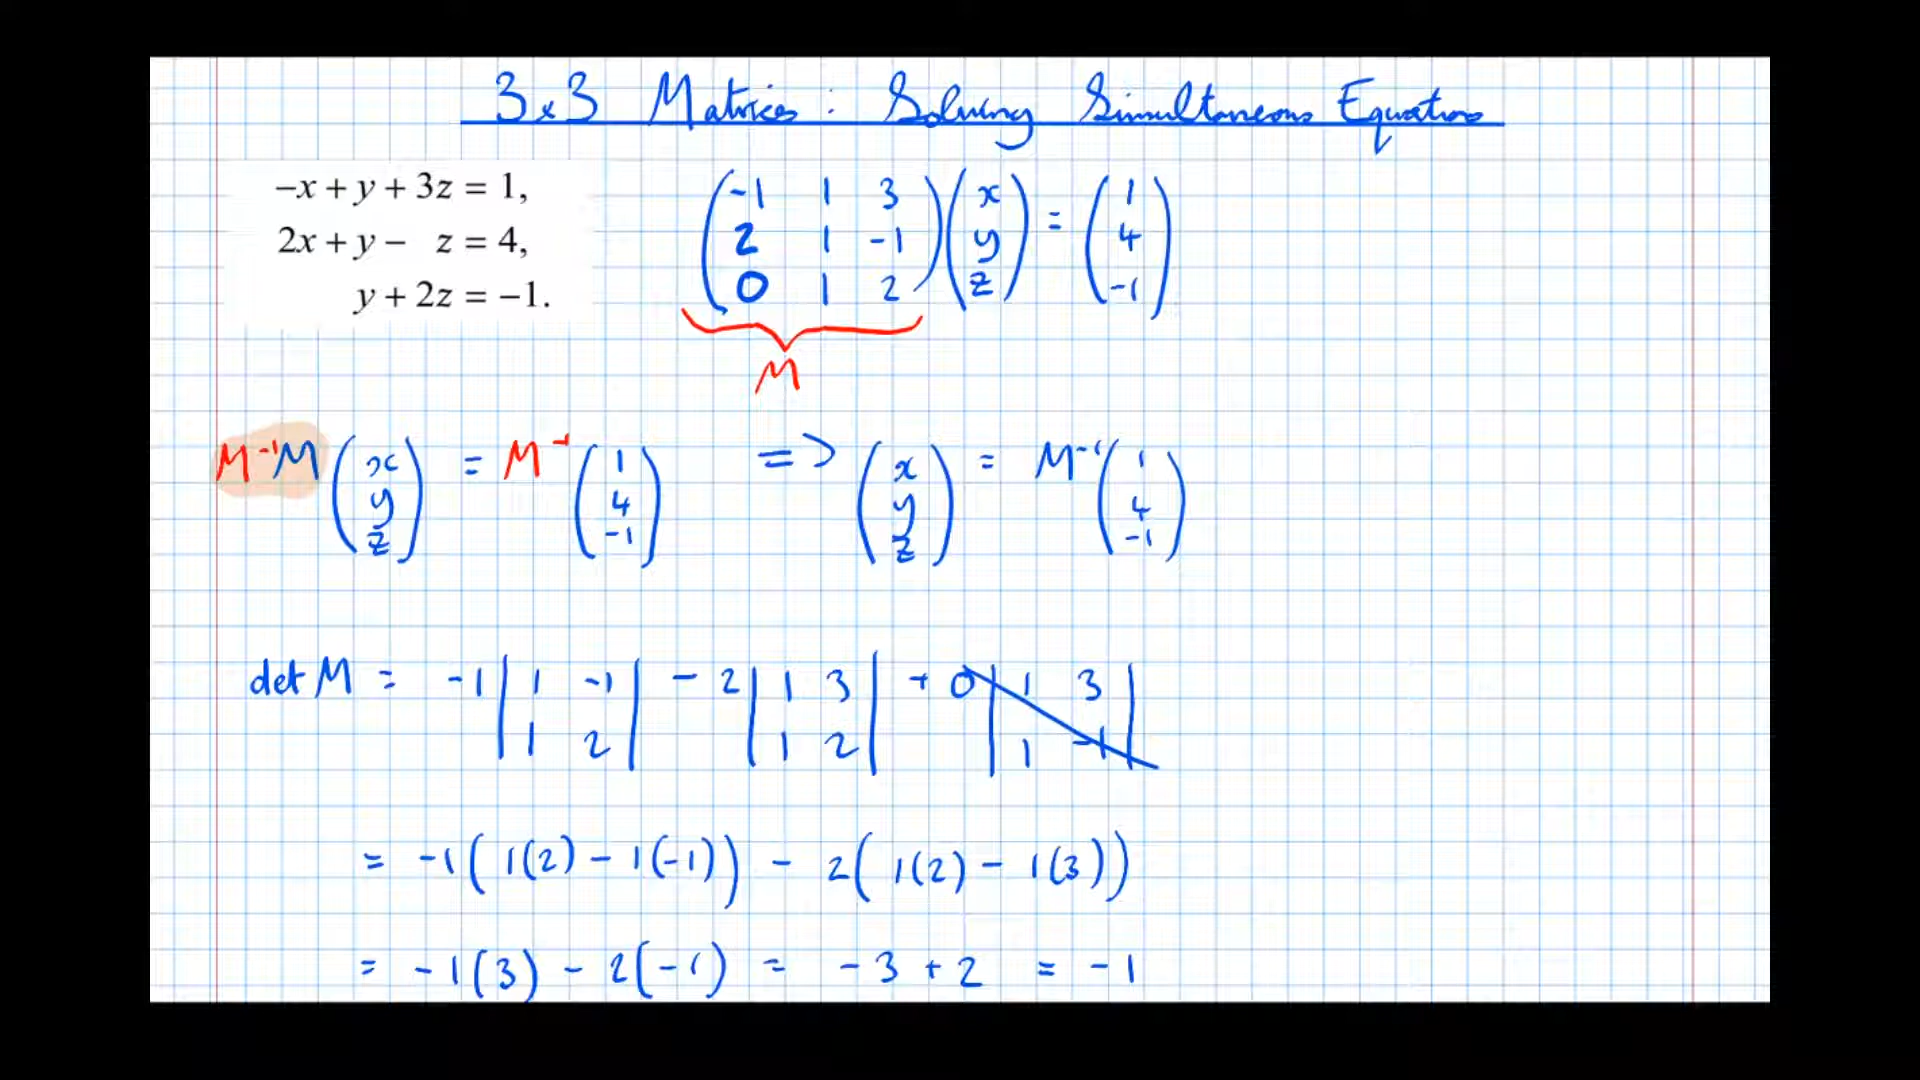 3x3 Matrices: Solving Simultaneous Equations
−x + y + 3z = 1,
2x + y − z = 4,
y + 2z = −1.
(-1 1 3) (x) = (1)
(2 1 -1) (y) (4)
(0 1 2) (z) (-1)
M
M⁻¹M (x y z) = M⁻¹ (1 4 -1) => (x y z) = M⁻¹ (1 4 -1)
det M = -1 |1 -1| - 2 |1 3| + 0 |1 3|
|1 2| |1 2| |1 -1|
= -1(1(2) - 1(-1)) - 2(1(2) - 1(3))
= -1(3) - 2(-1) = -3 + 2 = -1